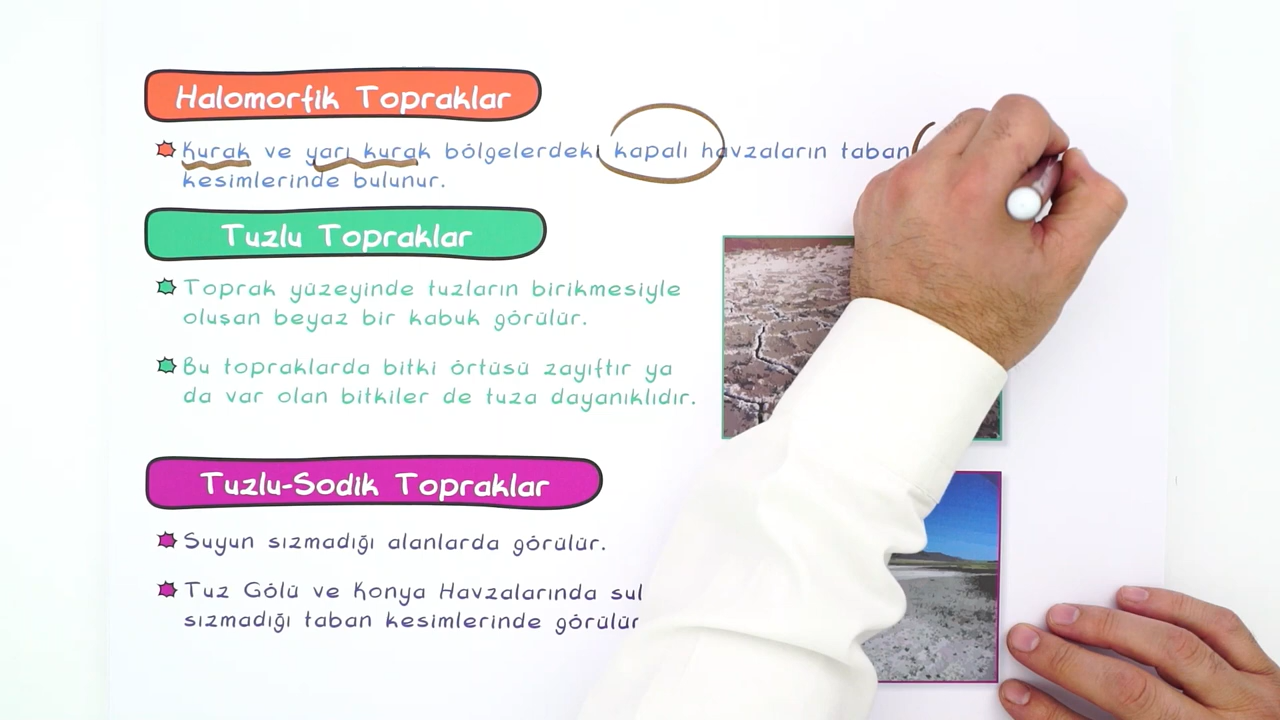 Halomorfik Topraklar
Kurak ve yarı kurak bölgelerdeki kapalı havzaların taban
kesimlerinde bulunur.
Tuzlu Topraklar
Toprak yüzeyinde tuzların birikmesiyle
oluşan beyaz bir kabuk görülür.
Bu topraklarda bitki örtüsü zayıftır ya
da var olan bitkiler de tuza dayanıklıdır.
Tuzlu-Sodik Topraklar
Suyun sızmadığı alanlarda görülür.
Tuz Gölü ve Konya Havzalarında
sızmadığı taban kesimlerinde